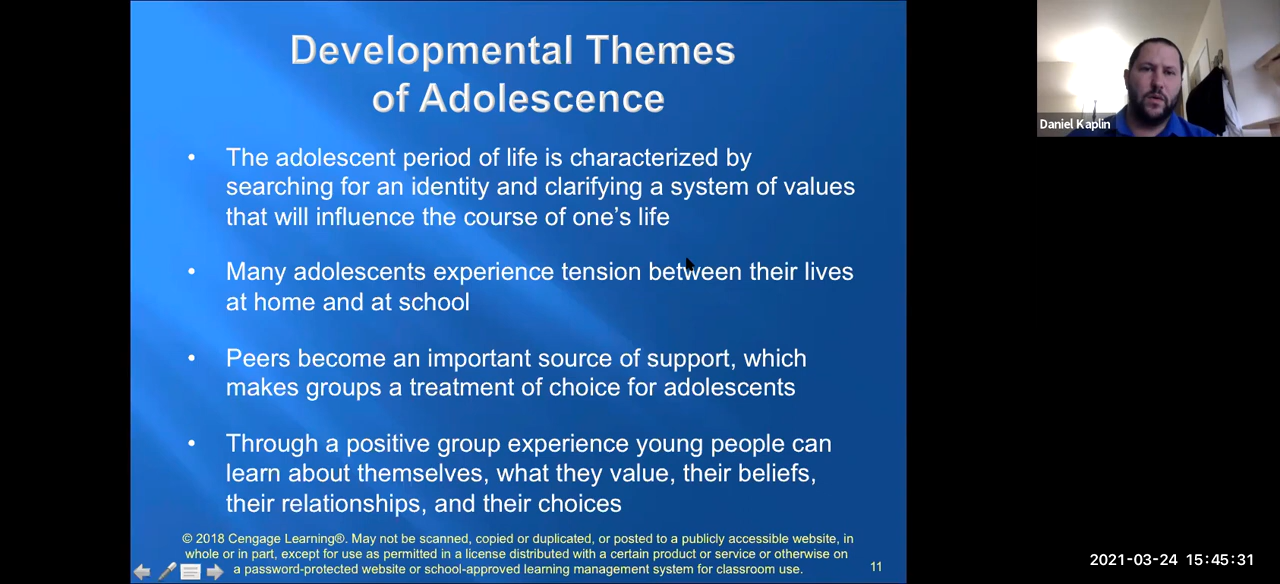 Developmental Themes
of Adolescence
• The adolescent period of life is characterized by
searching for an identity and clarifying a system of values
that will influence the course of one's life
• Many adolescents experience tension between their lives
at home and at school
• Peers become an important source of support, which
makes groups a treatment of choice for adolescents
• Through a positive group experience young people can
learn about themselves, what they value, their beliefs,
their relationships, and their choices
© 2018 Cengage Learning®. May not be scanned, copied or duplicated, or posted to a publicly accessible website, in
whole or in part, except for use as permitted in a license distributed with a certain product or service or otherwise on
a password-protected website or school-approved learning management system for classroom use.
11
Daniel Kaplin
2021-03-24 15:45:31